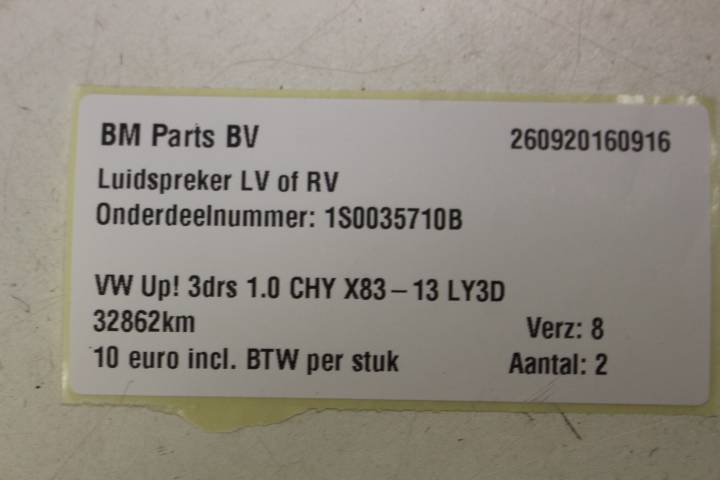 BM Parts BV 260920160916
Luidspreker LV of RV
Onderdeelnummer: 1S0035710B
VW Up! 3drs 1.0 CHY X83-13 LY3D
32862km Verz: 8
10 euro incl. BTW per stuk Aantal: 2